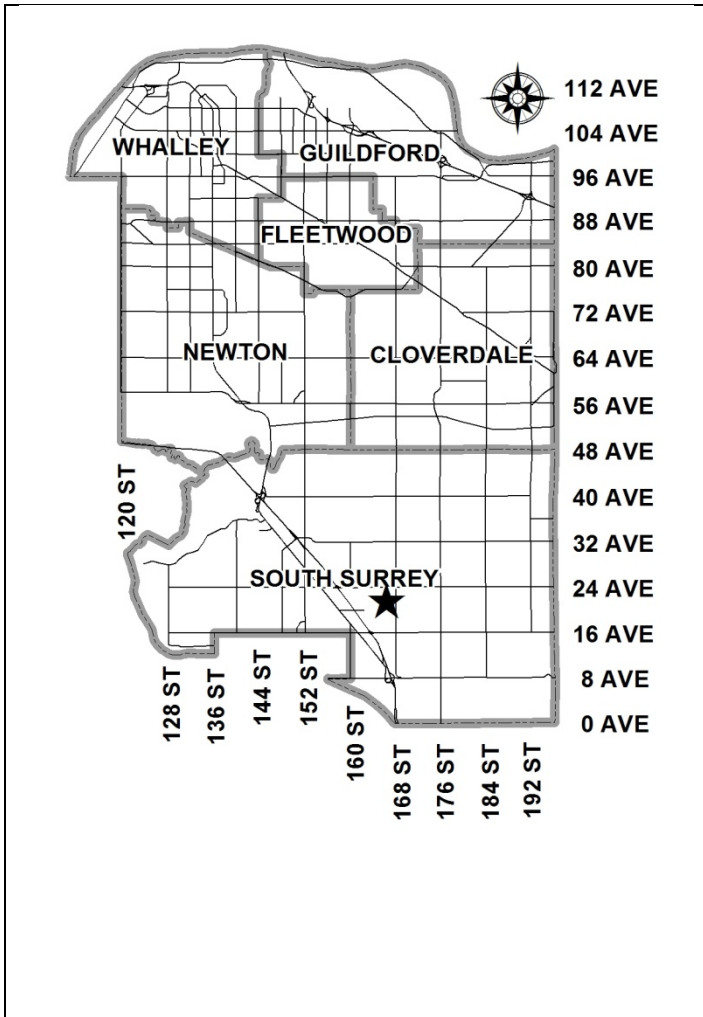 112 AVE
104 AVE
WHALLEY
GUILDFORD
96 AVE
88 AVE
FLEETWOOD
80 AVE
72 AVE
NEWTON
CLOVERDALE
64 AVE
56 AVE
48 AVE
120 ST
40 AVE
32 AVE
SOUTH SURREY
24 AVE
16 AVE
8 AVE
0 AVE
128 ST
136 ST
144 ST
152 ST
160 ST
168 ST
176 ST
184 ST
192 ST